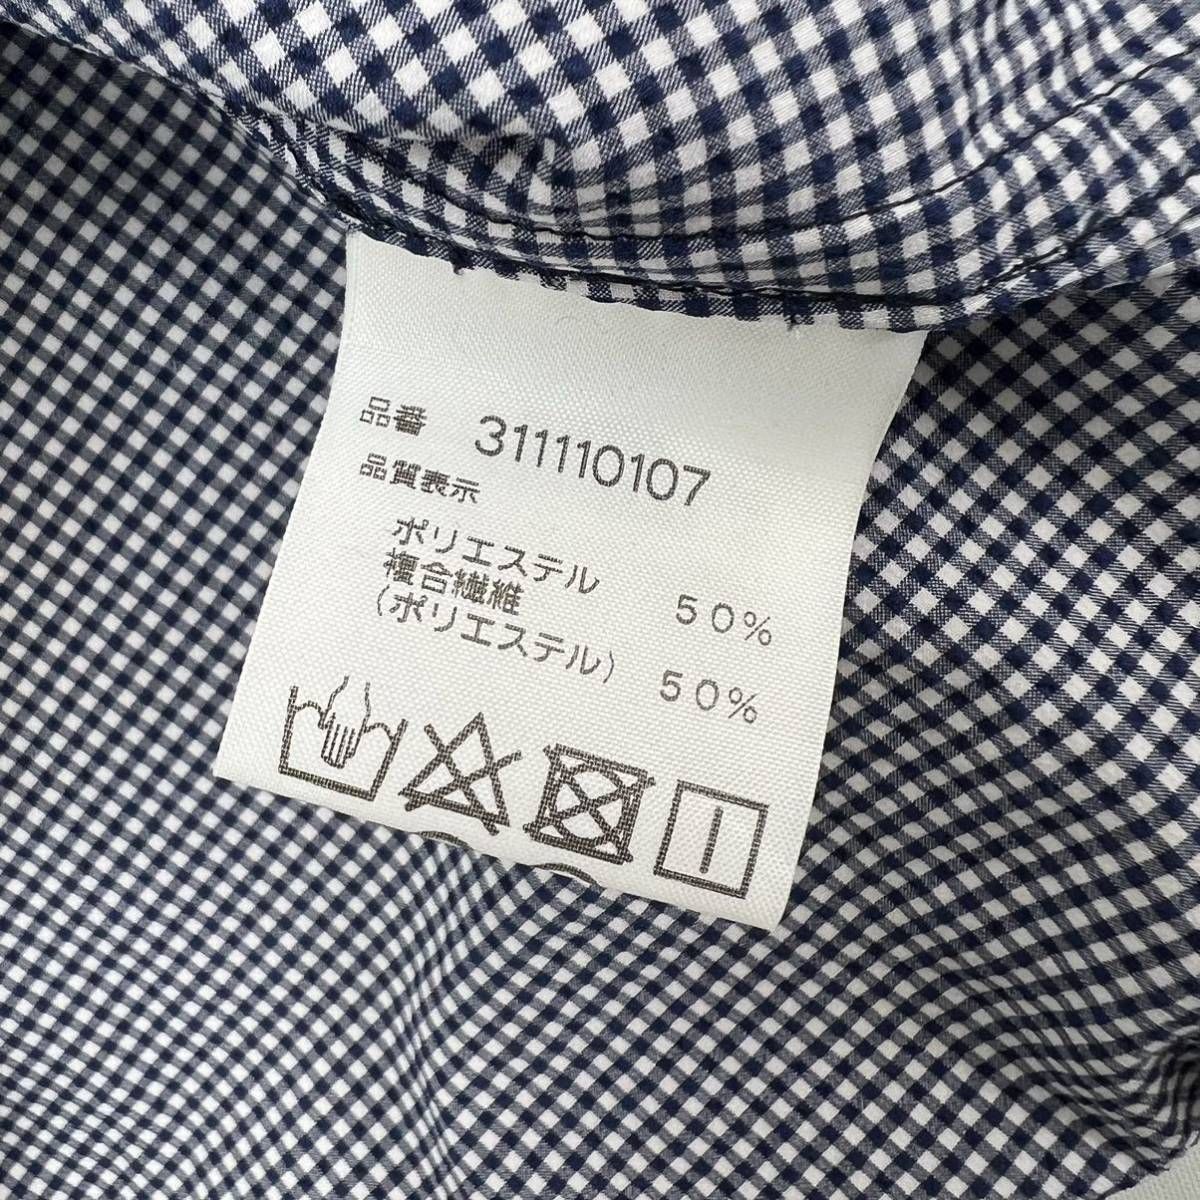 品番 311110107
品質表示
ポリエステル 50%
複合繊維
(ポリエステル) 50%